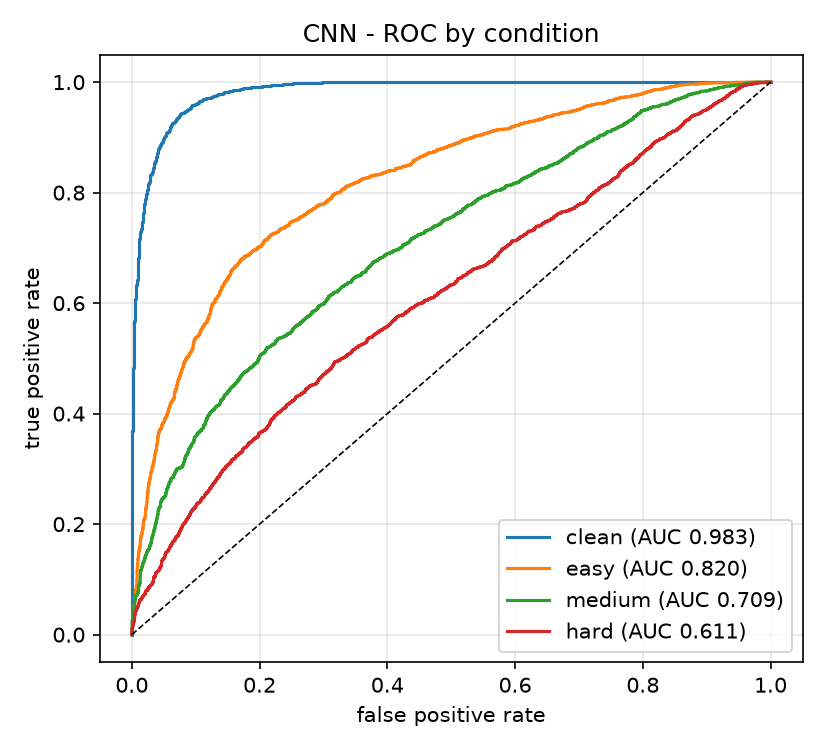 CNN - ROC by condition
true positive rate
1.0
0.8
0.6
0.4
0.2
0.0
clean (AUC 0.983)
easy (AUC 0.820)
medium (AUC 0.709)
hard (AUC 0.611)
0.0 0.2 0.4 0.6 0.8 1.0
false positive rate